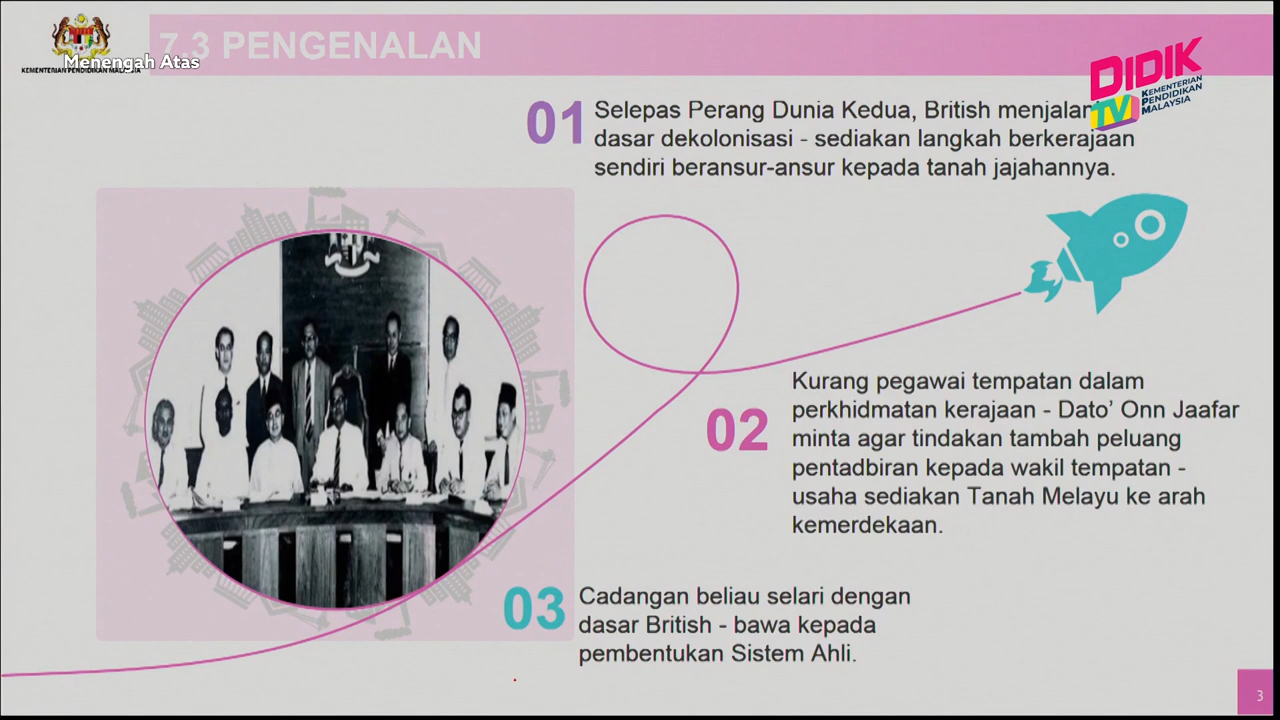 7.3 PENGENALAN
Menengah Atas
KEMENTERIAN PENDIDIKAN MALAYSIA
DIDIK
TV
KEMENTERIAN
PENDIDIKAN
MALAYSIA
01
Selepas Perang Dunia Kedua, British
dasar dekolonisasi - sediakan langkah berkerajaan
sendiri beransur-ansur kepada tanah jajahannya.
02
Kurang pegawai tempatan dalam
perkhidmatan kerajaan - Dato’ Onn Jaafar
minta agar tindakan tambah peluang
pentadbiran kepada wakil tempatan -
usaha sediakan Tanah Melayu ke arah
kemerdekaan.
03
Cadangan beliau selari dengan
dasar British - bawa kepada
pembentukan Sistem Ahli.
3